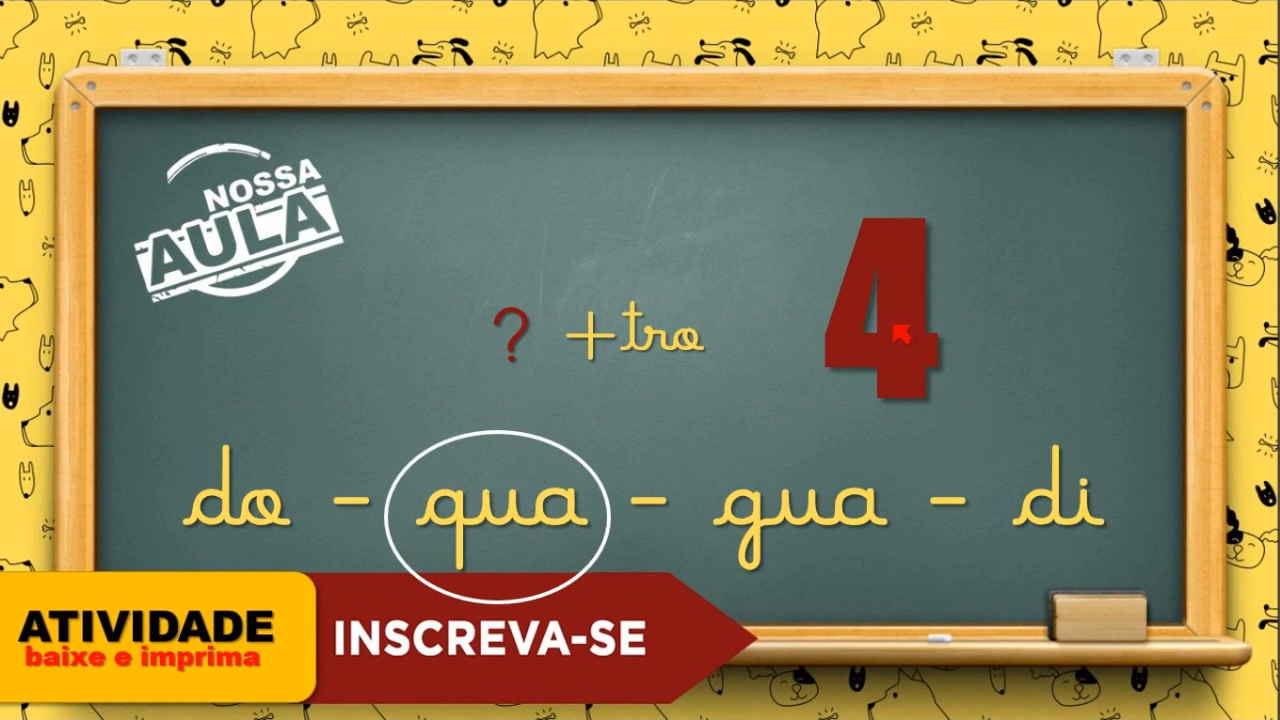 NOSSA
AULA
? +tro
4
do - qua - gua - di
ATIVIDADE
baixe e imprima
INSCREVA-SE